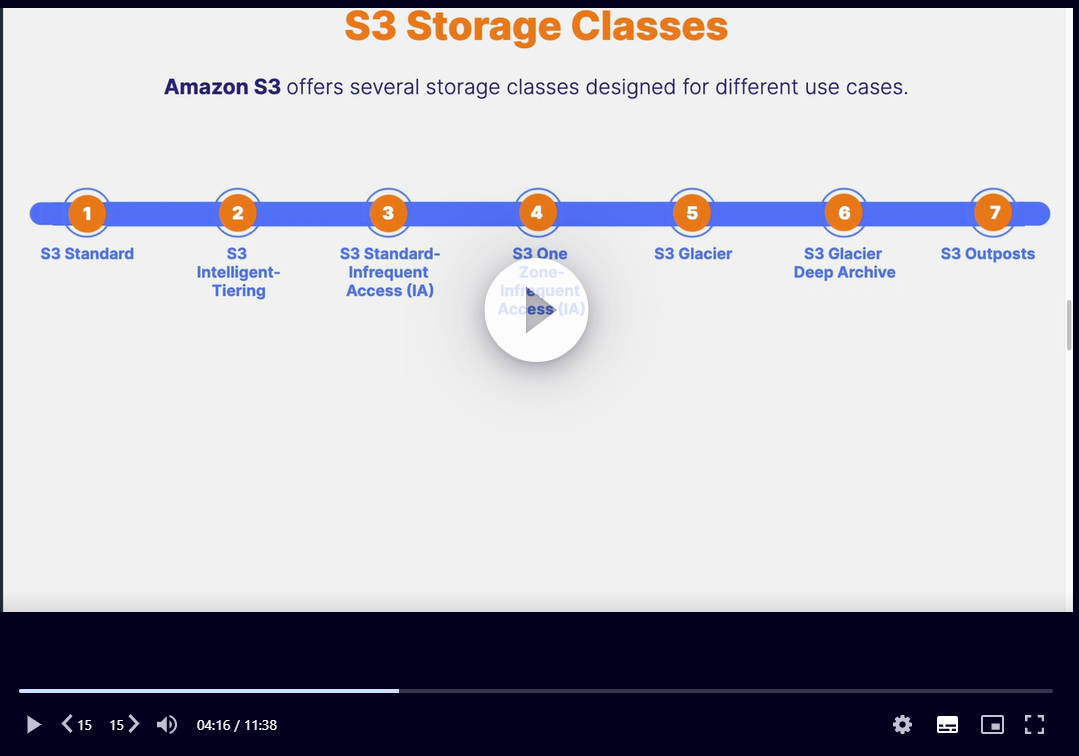 S3 Storage Classes
Amazon S3 offers several storage classes designed for different use cases.
1 2 3 4 5 6 7
S3 Standard
S3
Intelligent-
Tiering
S3 Standard-
Infrequent
Access (IA)
S3 One
Zone-
Infrequent
Access (IA)
S3 Glacier
S3 Glacier
Deep Archive
S3 Outposts
15 15 04:16 / 11:38